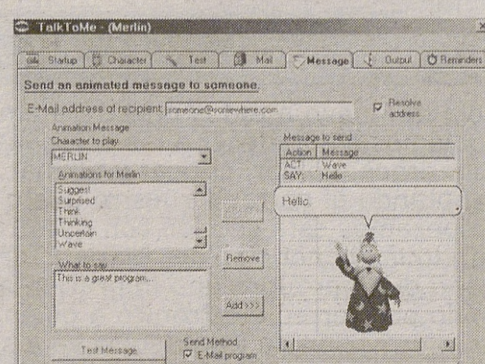 TalkToMe - (Merlin)
Startup Character Test Mail Message Output Reminders
Send an animated message to someone.
E-Mail address of recipient someone@somewhere.com
Resolve
address
Animation Message
Character to play
MERLIN
Animations for Merlin
Suggest
Surprised
Think
Thinking
Uncertain
Wave
What to say
This is a great program...
Test Message
Remove
Add >>>
Send Method
E-Mail program
Message to send
Action Message
ACT: Wave
SAY: Hello
Hello.